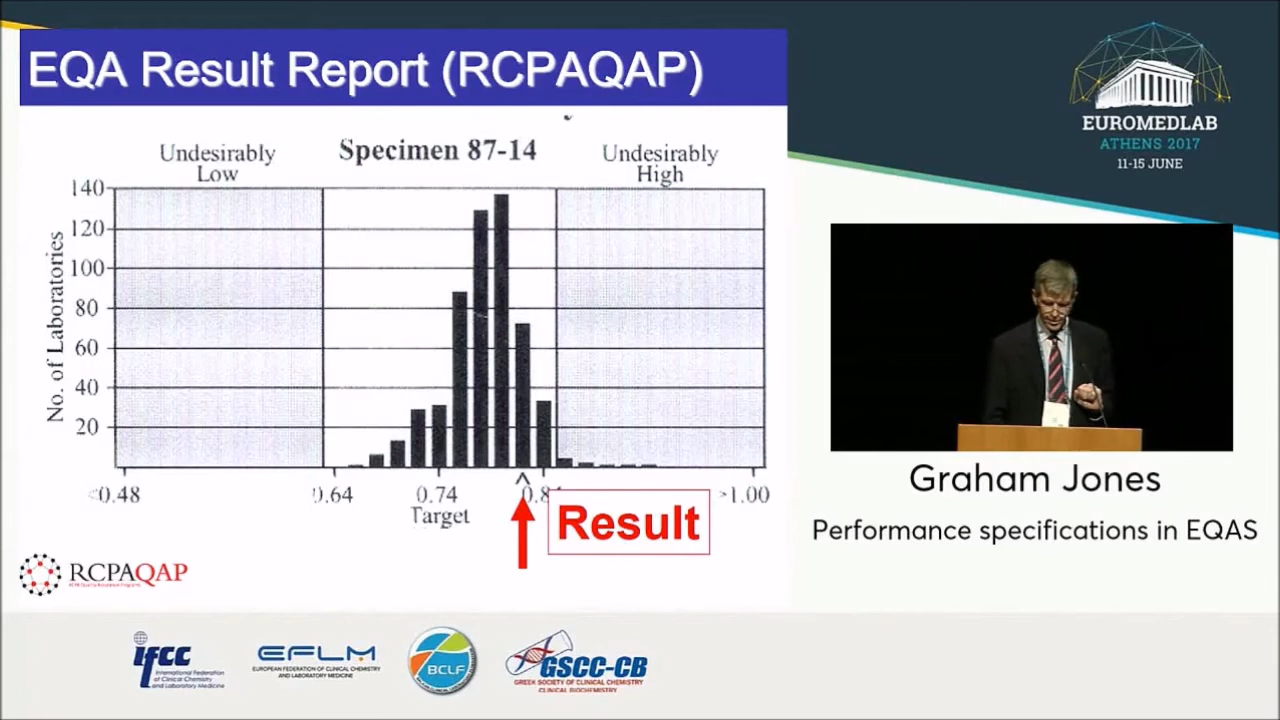 EQA Result Report (RCPAQAP)
Undesirably
Low
Specimen 87-14
Undesirably
High
140
120
100
80
60
40
20
No. of Laboratories
<0.48
0.64
0.74
0.84
>1.00
Target
Result
RCPAQAP
EUROMEDLAB
ATHENS 2017
11-15 JUNE
Graham Jones
Performance specifications in EQAS
ifcc
International Federation
of Clinical Chemistry
and Laboratory Medicine
EFLM
EUROPEAN FEDERATION OF CLINICAL CHEMISTRY
AND LABORATORY MEDICINE
BCLF
GSCC-CB
GREEK SOCIETY OF CLINICAL CHEMISTRY
CLINICAL BIOCHEMISTRY